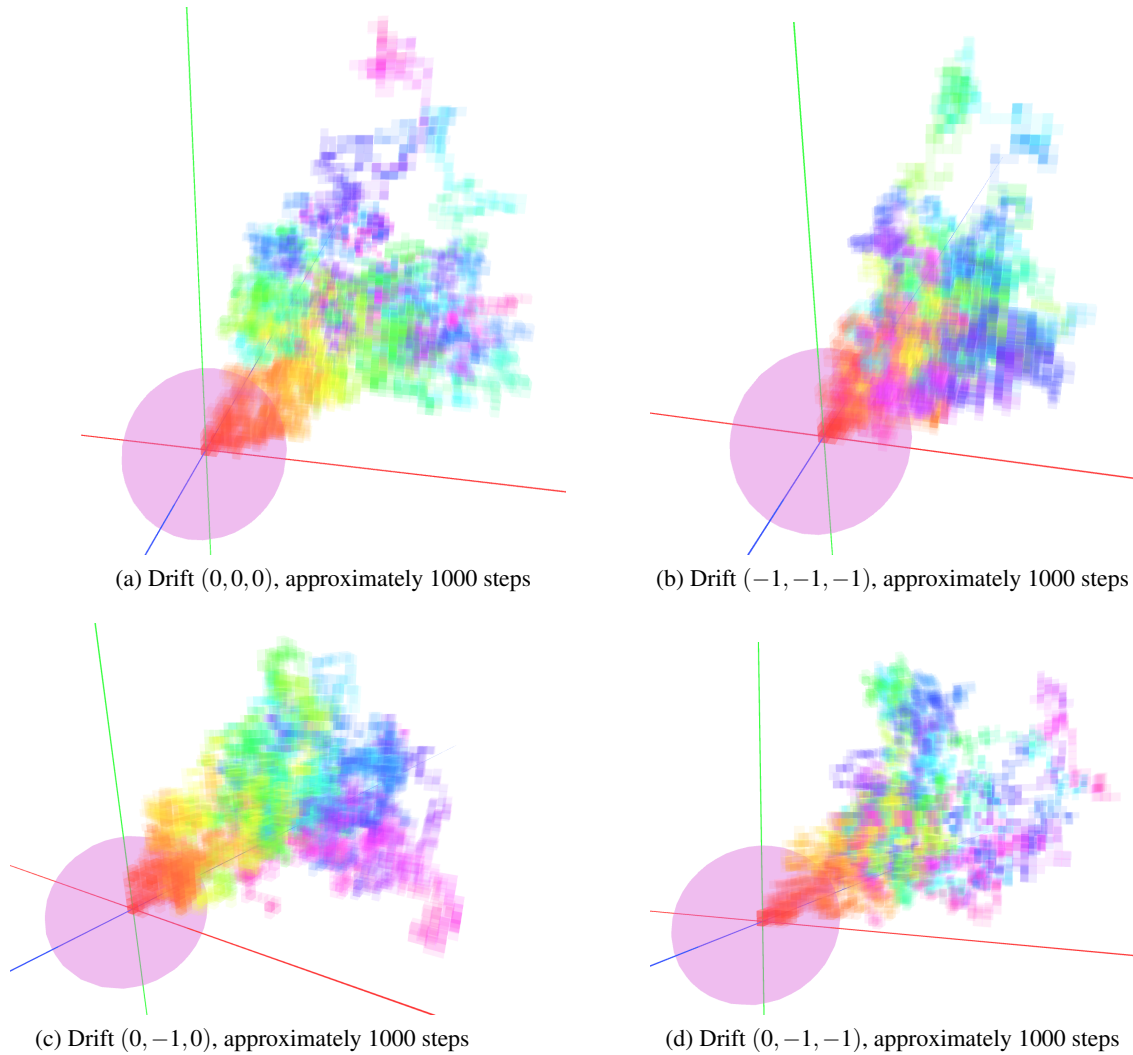 (a) Drift (0,0,0), approximately 1000 steps
(b) Drift (−1,−1,−1), approximately 1000 steps
(c) Drift (0,−1,0), approximately 1000 steps
(d) Drift (0,−1,−1), approximately 1000 steps